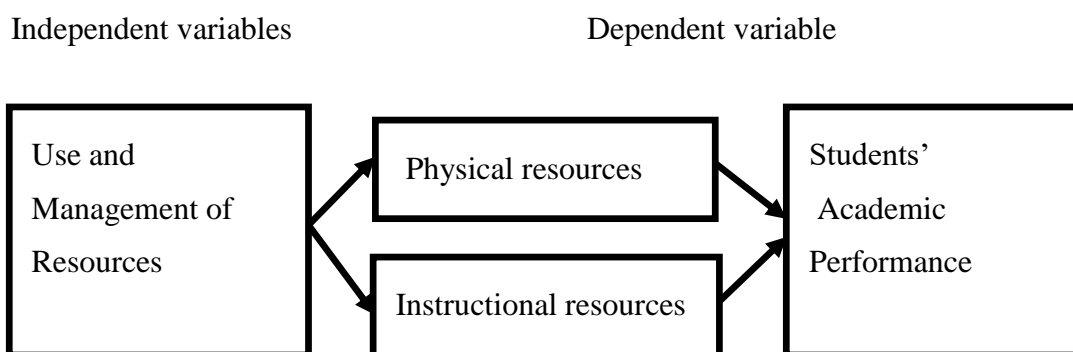 Independent variables
Dependent variable
Use and
Management of
Resources
Physical resources
Instructional resources
Students’
Academic
Performance